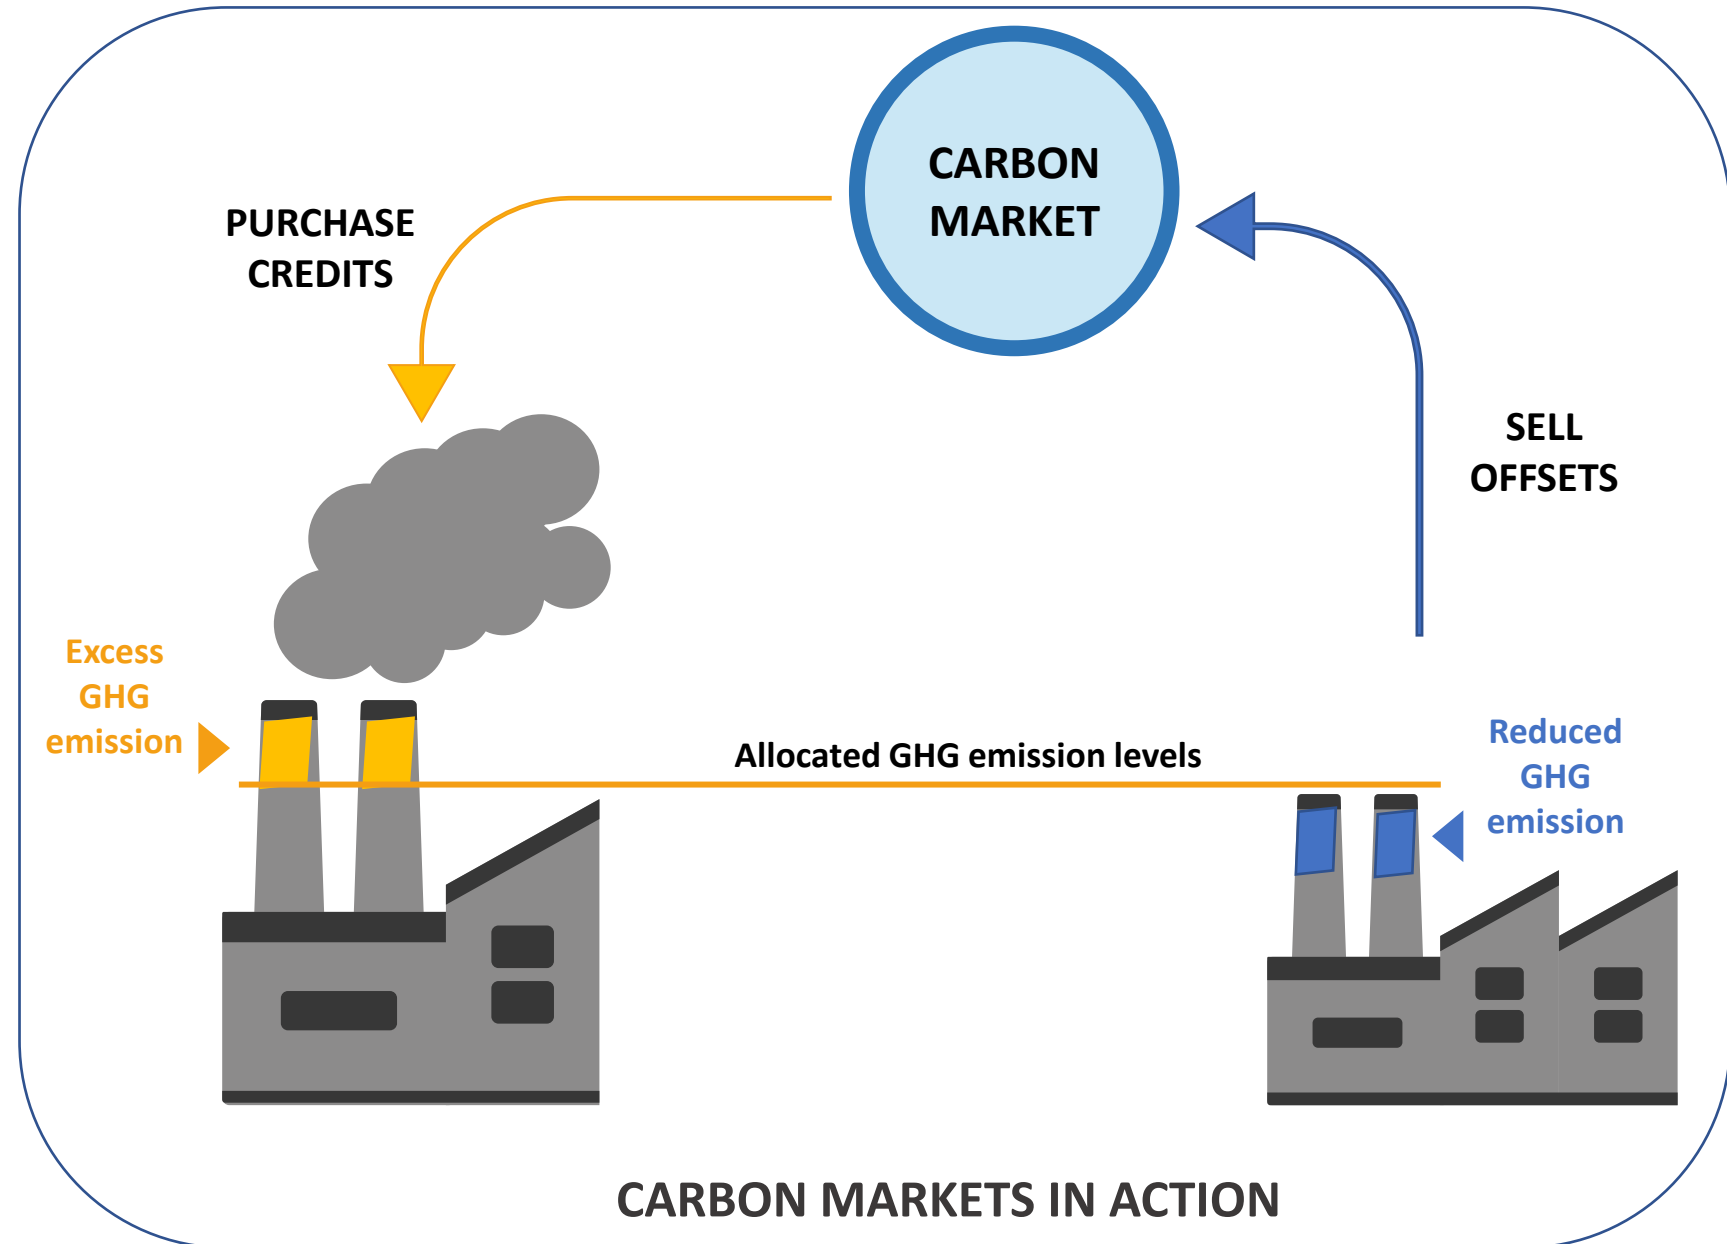 CARBON
MARKET
PURCHASE
CREDITS
SELL
OFFSETS
Excess
GHG
emission
Allocated GHG emission levels
Reduced
GHG
emission
CARBON MARKETS IN ACTION